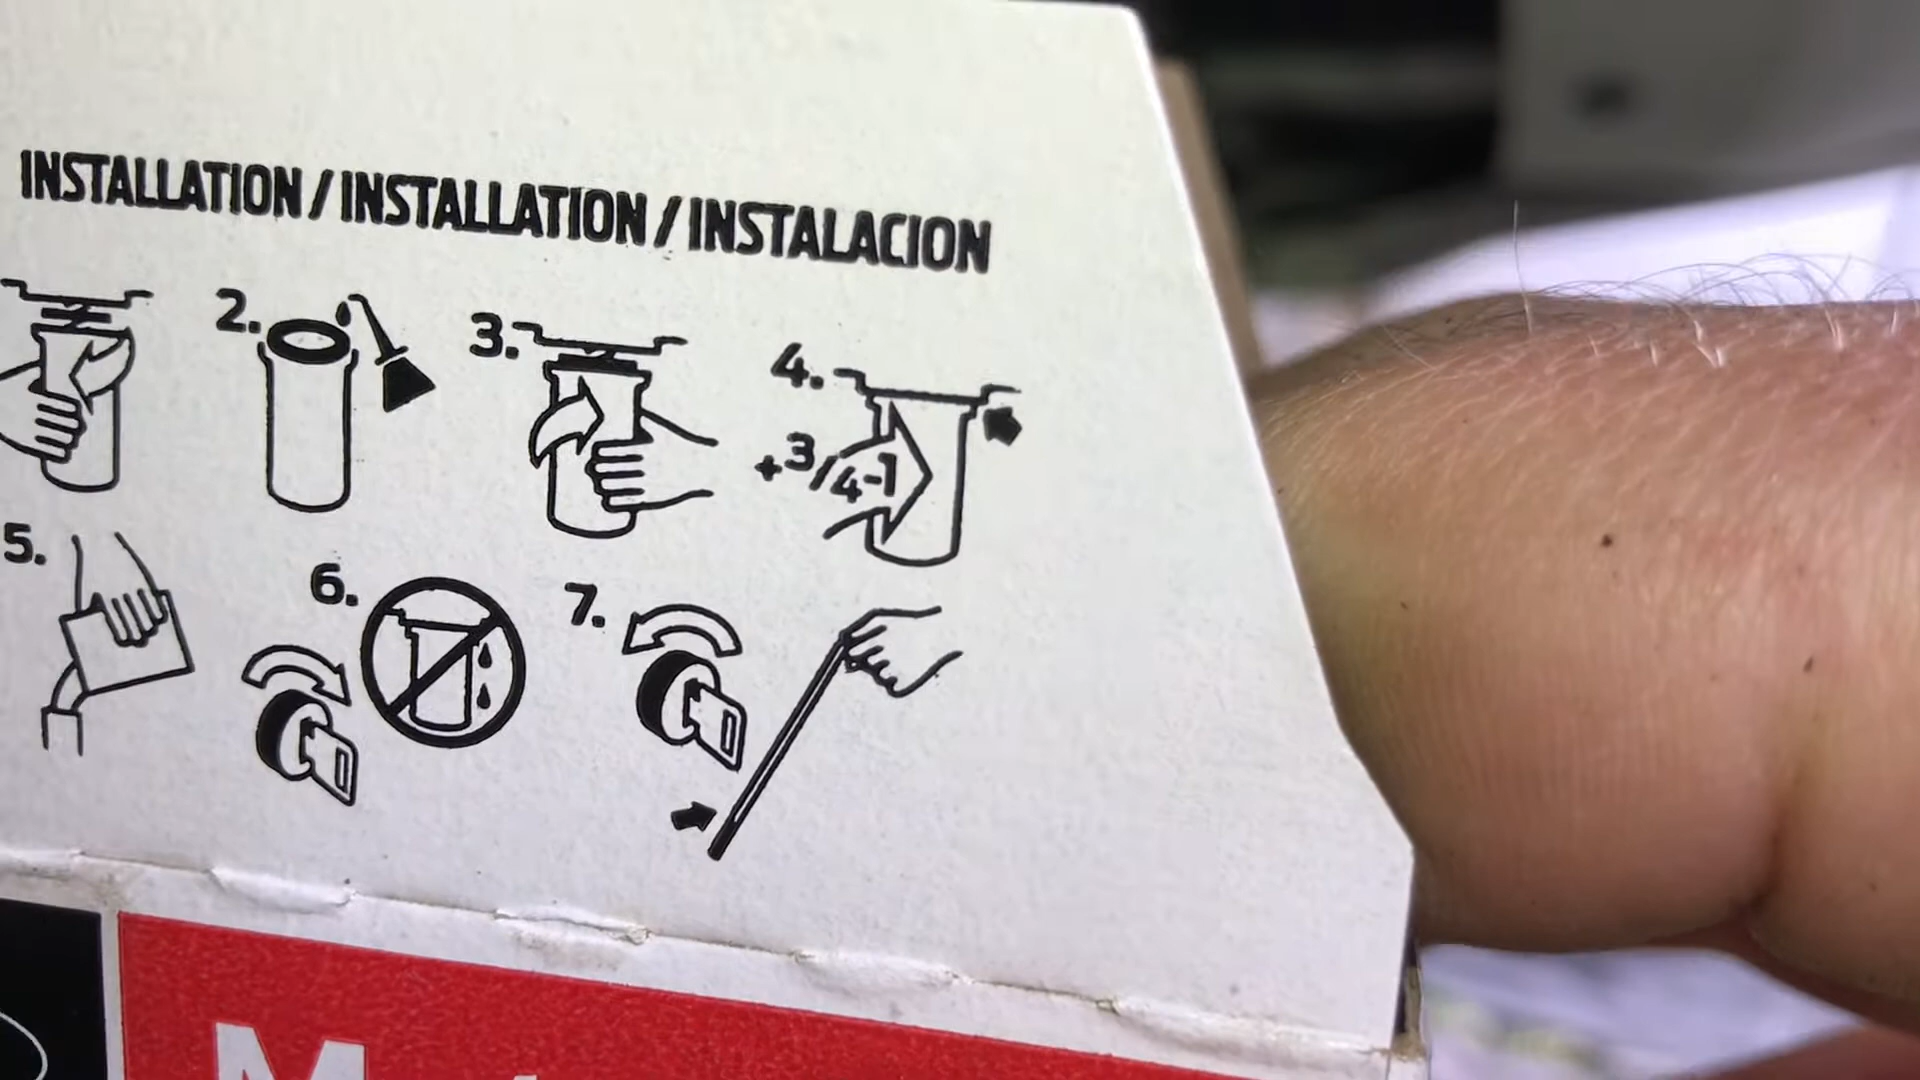 INSTALLATION / INSTALLATION / INSTALACION
2. 3. 4.
+3/4-1
5. 6. 7.